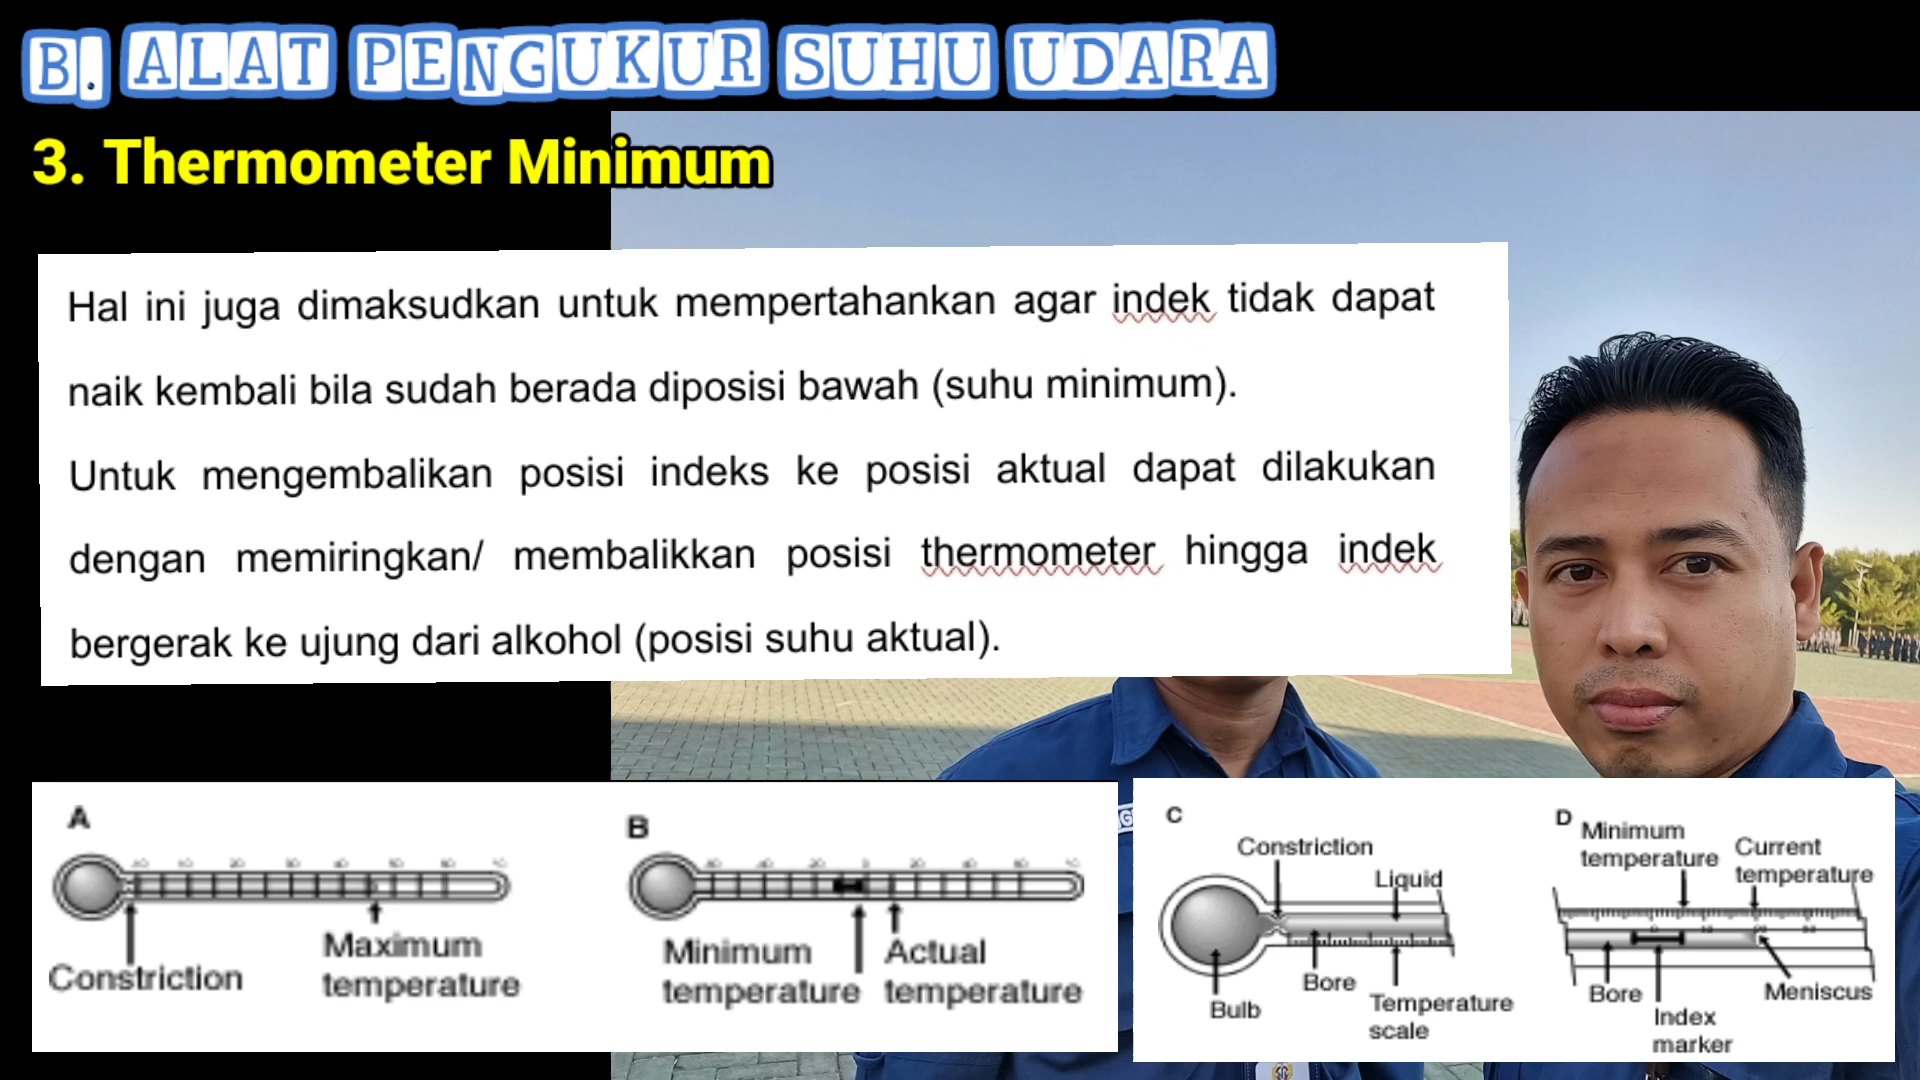 B. ALAT PENGUKUR SUHU UDARA
3. Thermometer Minimum
Hal ini juga dimaksudkan untuk mempertahankan agar indek tidak dapat
naik kembali bila sudah berada diposisi bawah (suhu minimum).
Untuk mengembalikan posisi indeks ke posisi aktual dapat dilakukan
dengan memiringkan/ membalikkan posisi thermometer hingga indek
bergerak ke ujung dari alkohol (posisi suhu aktual).
A
Constriction
Maximum
temperature
B
Minimum
temperature
Actual
temperature
C
Constriction
Liquid
Bore
Bulb
Temperature
scale
D
Minimum
temperature
Current
temperature
Bore
Index
marker
Meniscus